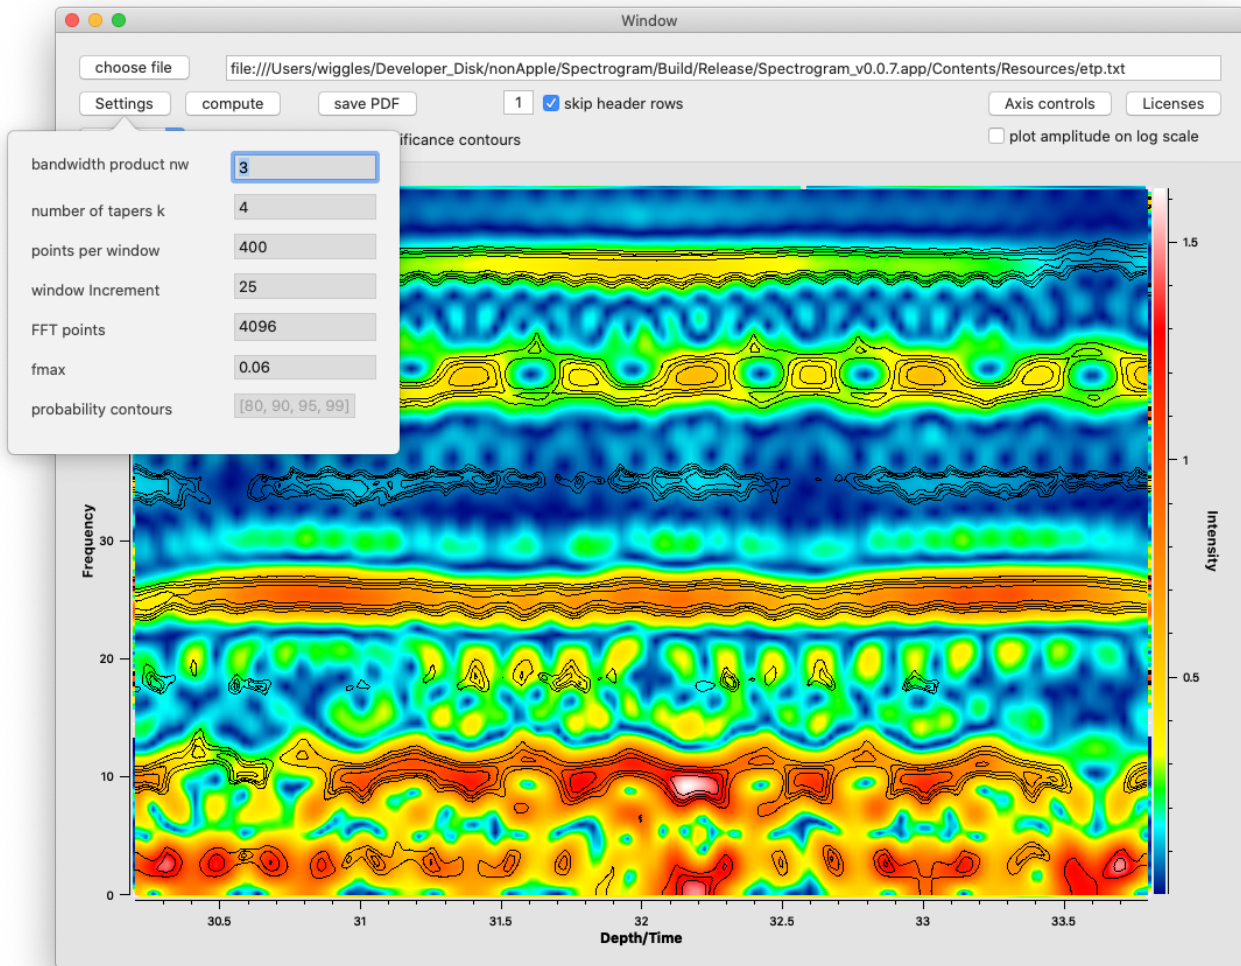 Window
choose file
file:///Users/wiggles/Developer_Disk/nonApple/Spectrogram/Build/Release/Spectrogram_v0.0.7.app/Contents/Resources/etp.txt
Settings
compute
save PDF
1
skip header rows
Axis controls
Licenses
ificance contours
plot amplitude on log scale
bandwidth product nw
3
number of tapers k
4
points per window
400
window Increment
25
FFT points
4096
fmax
0.06
probability contours
[80, 90, 95, 99]
Frequency
30
20
10
0
30.5
31
31.5
32
32.5
33
33.5
Depth/Time
1.5
1
0.5
Intensity